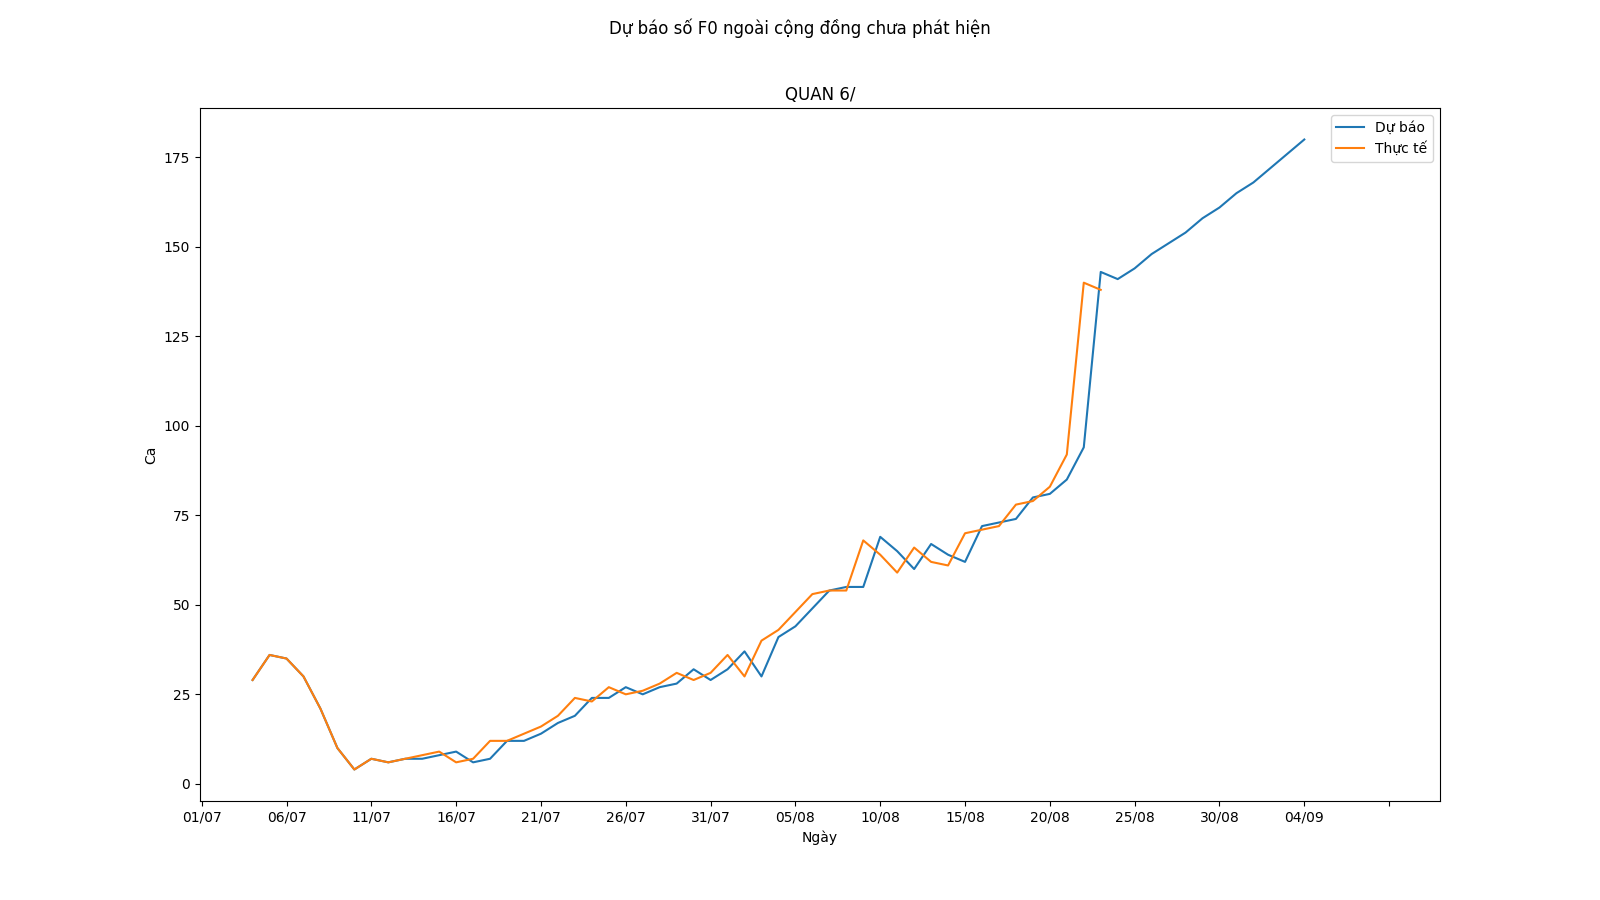 Dự báo số F0 ngoài cộng đồng chưa phát hiện
QUAN 6/
Dự báo
Thực tế
175
150
125
100
75
50
25
0
Ca
01/07 06/07 11/07 16/07 21/07 26/07 31/07 05/08 10/08 15/08 20/08 25/08 30/08 04/09
Ngày